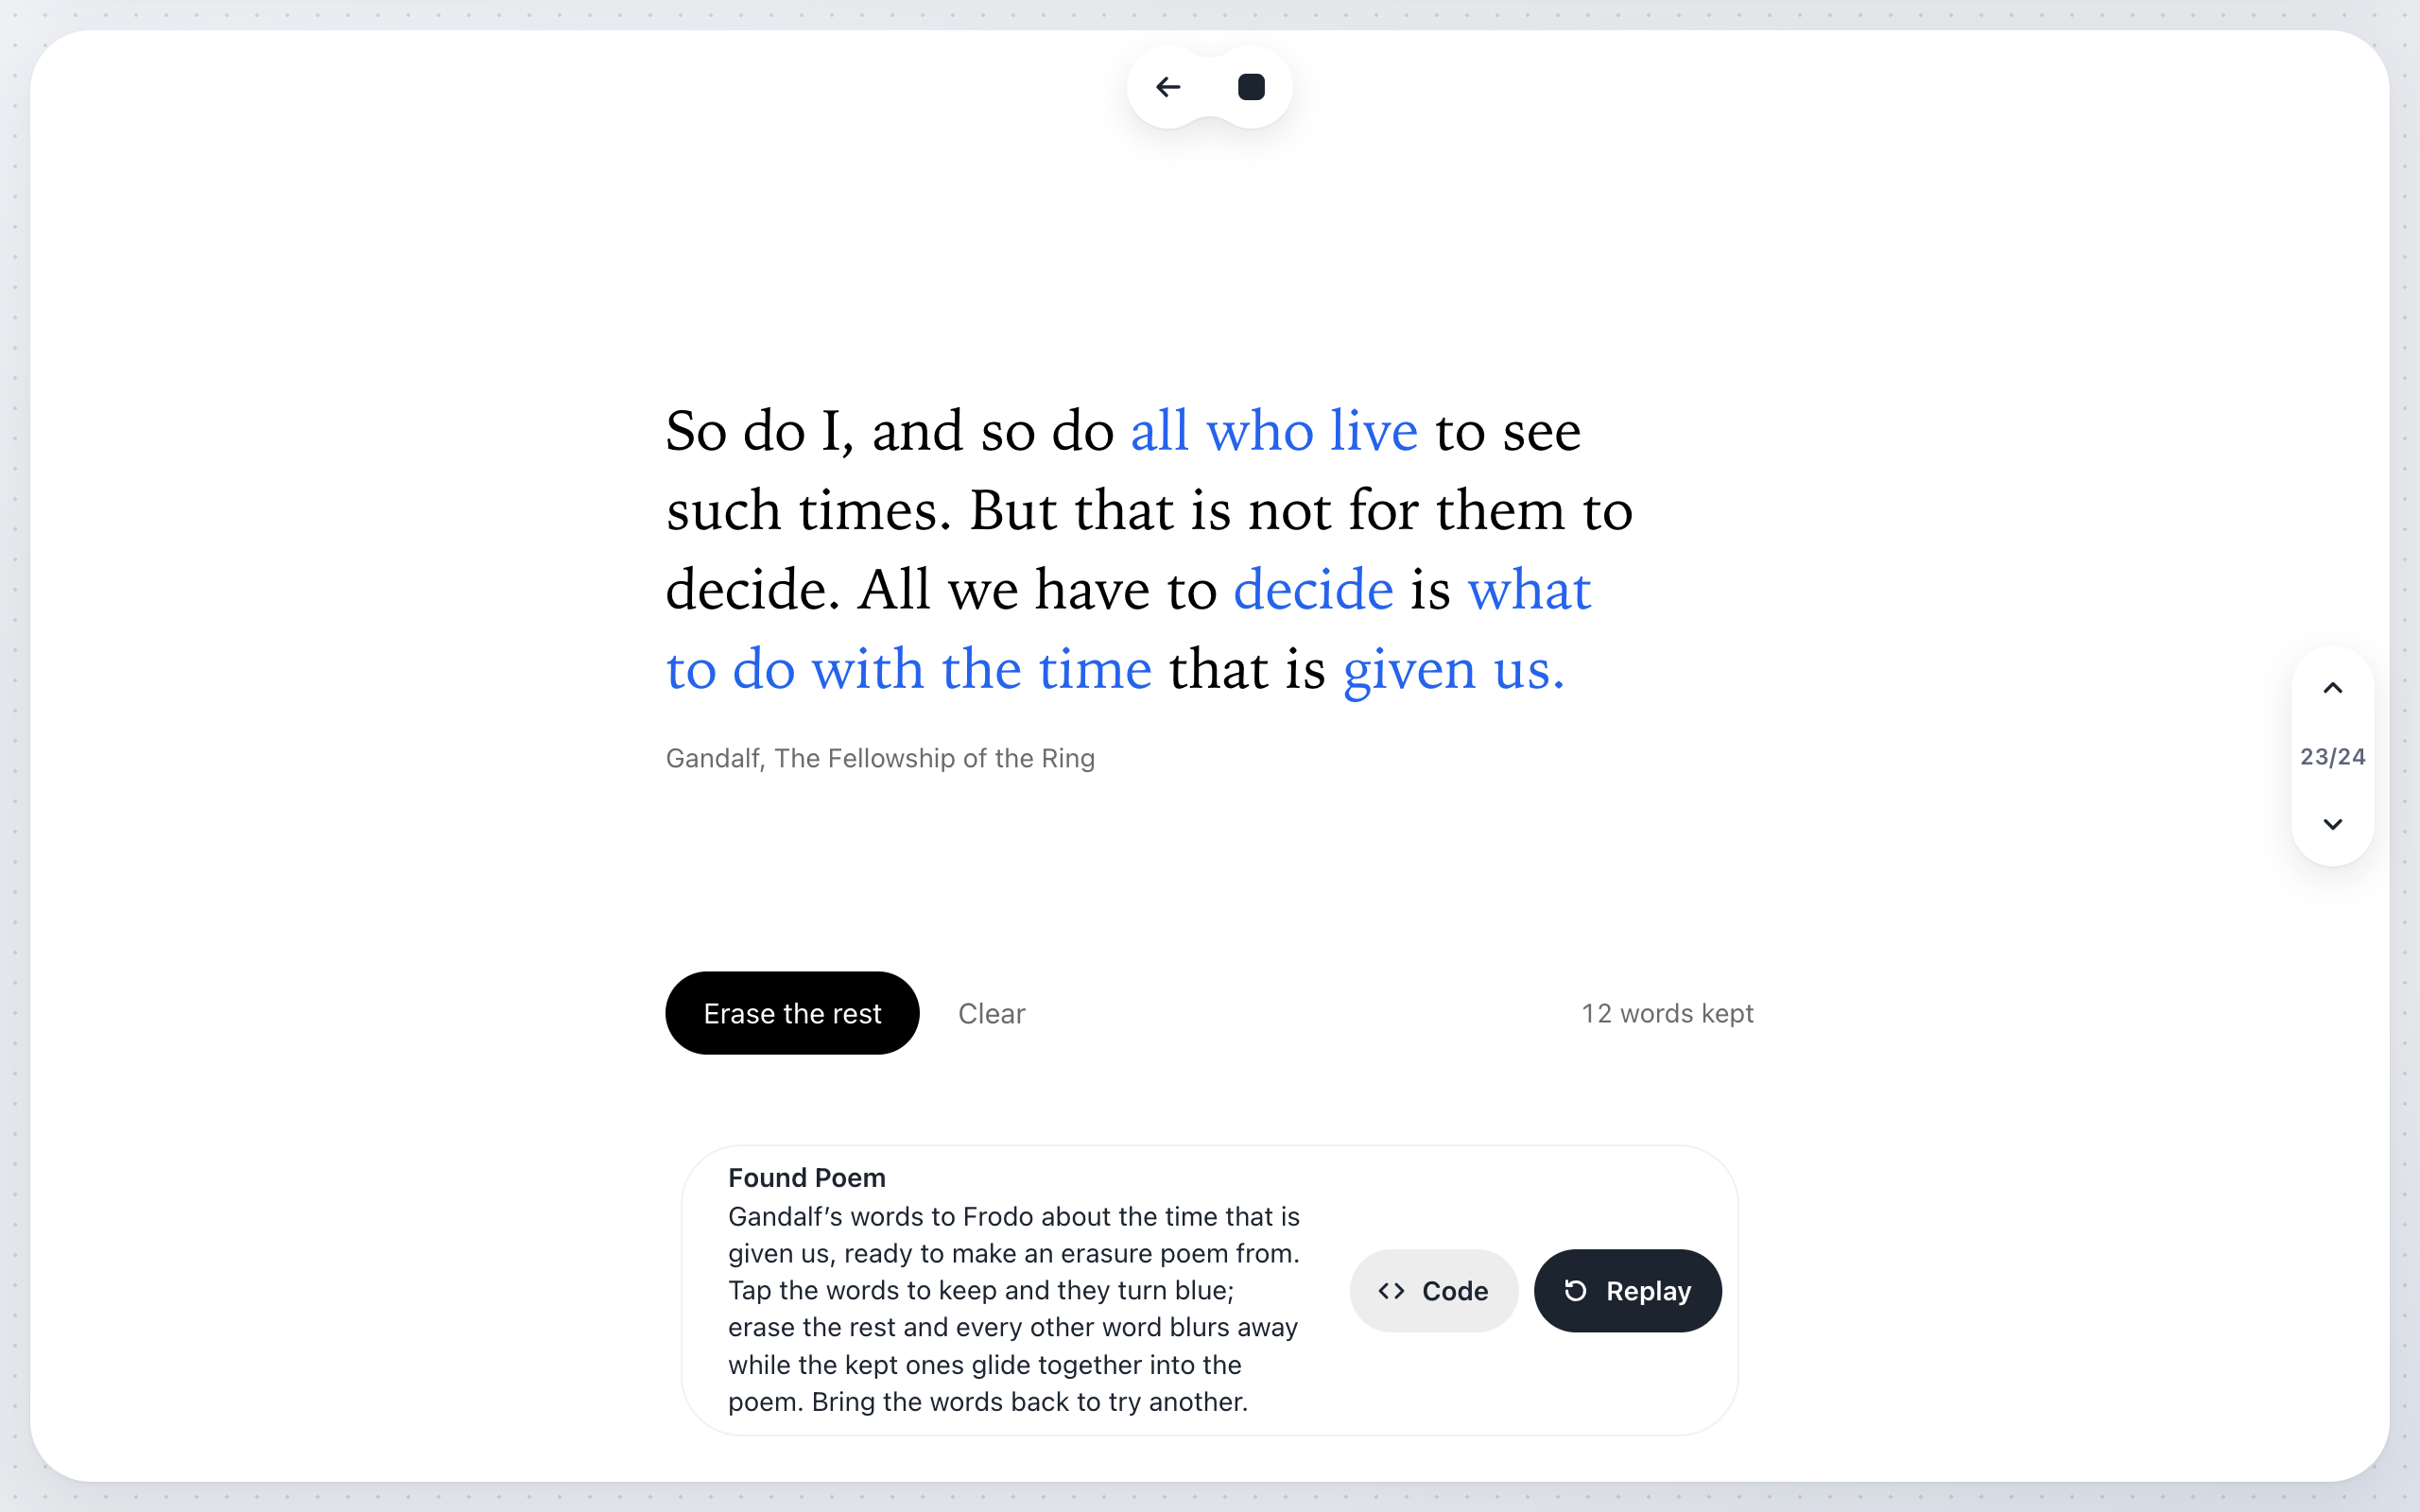 So do I, and so do all who live to see
such times. But that is not for them to
decide. All we have to decide is what
to do with the time that is given us.
Gandalf, The Fellowship of the Ring
23/24
Erase the rest
Clear
12 words kept
Found Poem
Gandalf’s words to Frodo about the time that is
given us, ready to make an erasure poem from.
Tap the words to keep and they turn blue;
erase the rest and every other word blurs away
while the kept ones glide together into the
poem. Bring the words back to try another.
Code
Replay